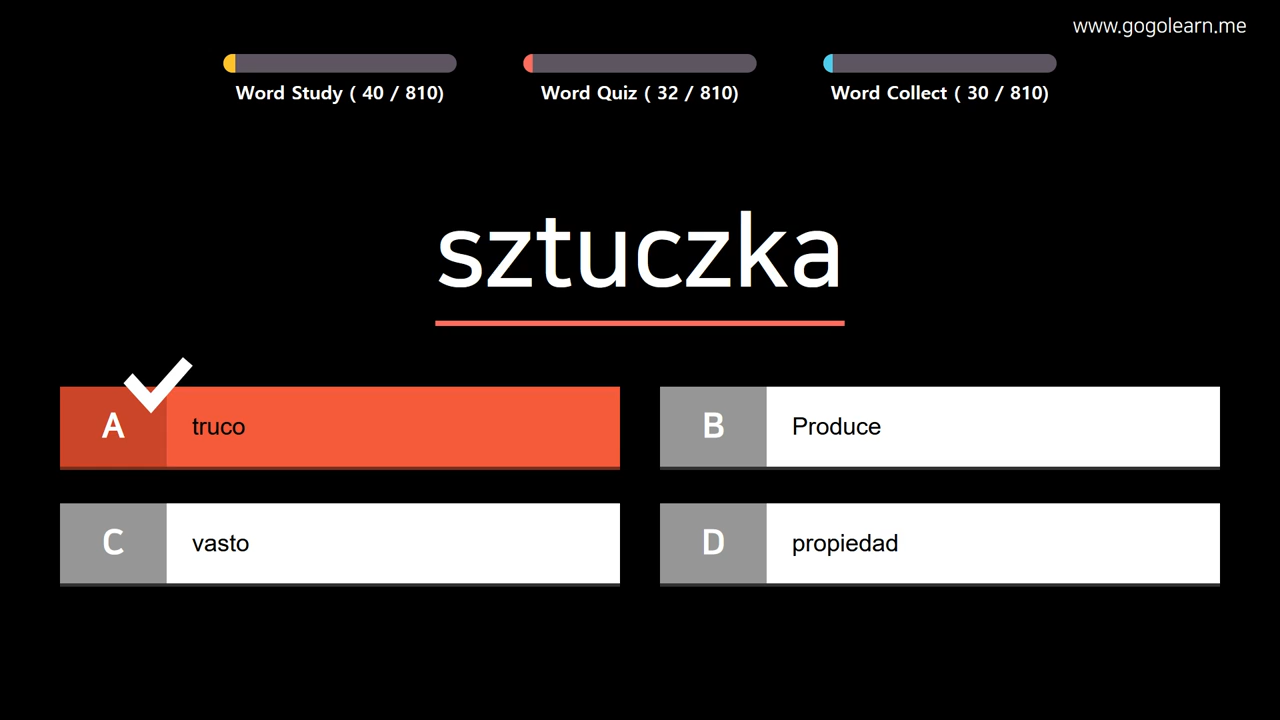 www.gogolearn.me
Word Study ( 40 / 810)
Word Quiz ( 32 / 810)
Word Collect ( 30 / 810)
sztuczka
A truco
B Produce
C vasto
D propiedad